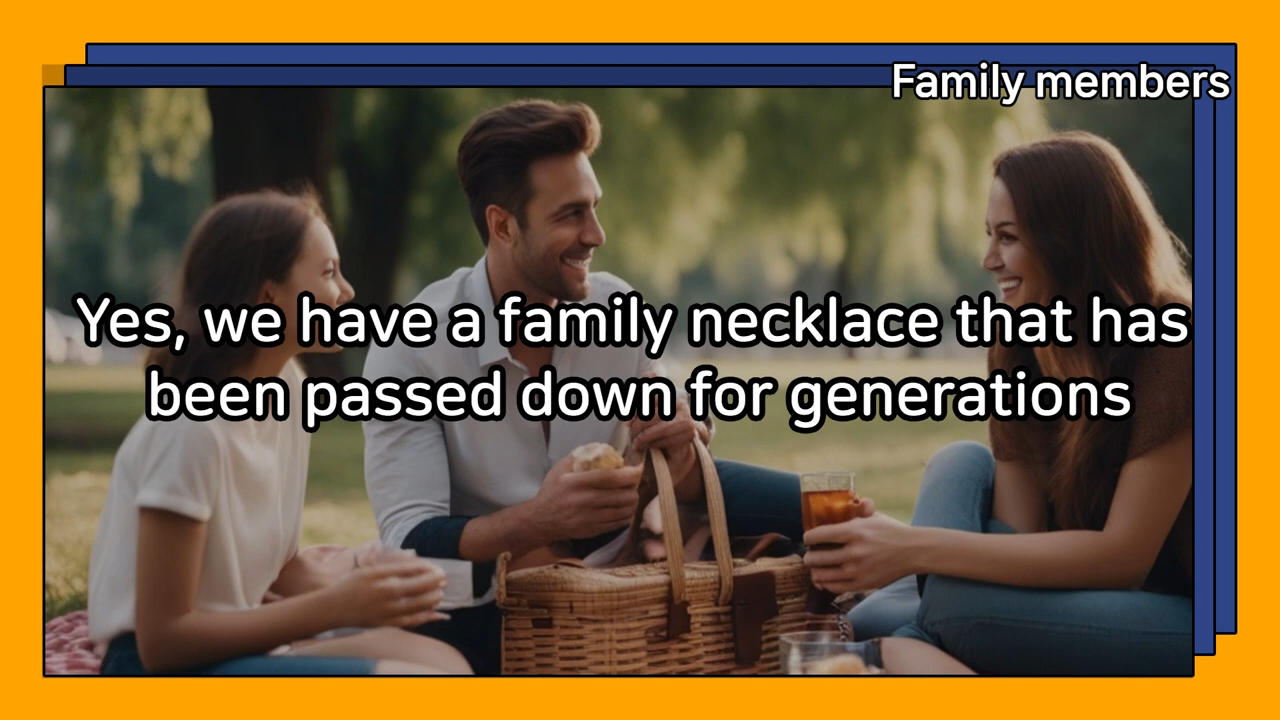 Family members
Yes, we have a family necklace that has
been passed down for generations